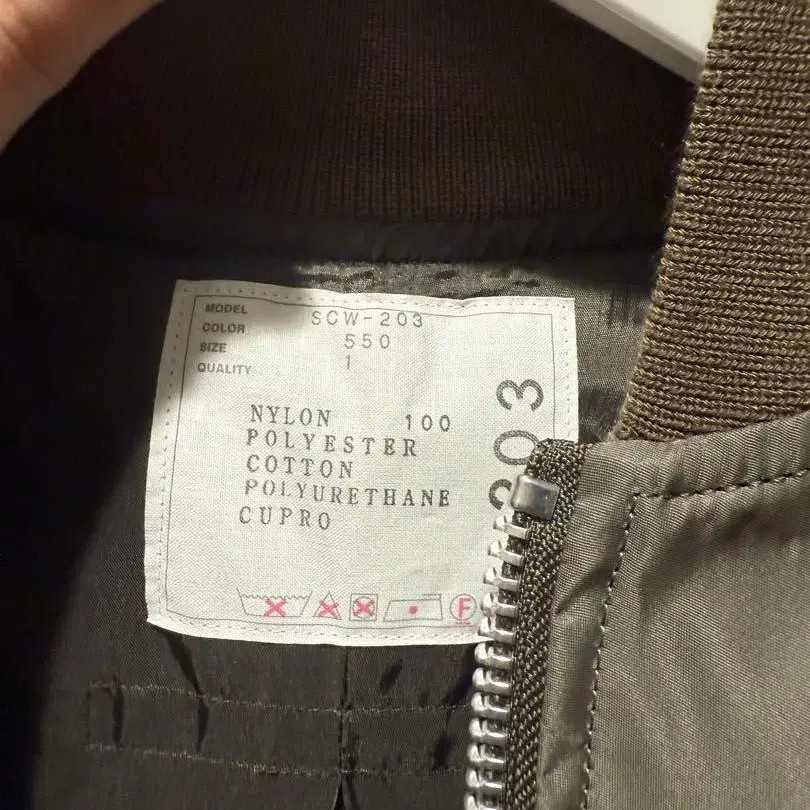 MODEL SCW-203
COLOR 550
SIZE 1
QUALITY
NYLON 100
POLYESTER
COTTON
POLYURETHANE
CUPRO
203
F